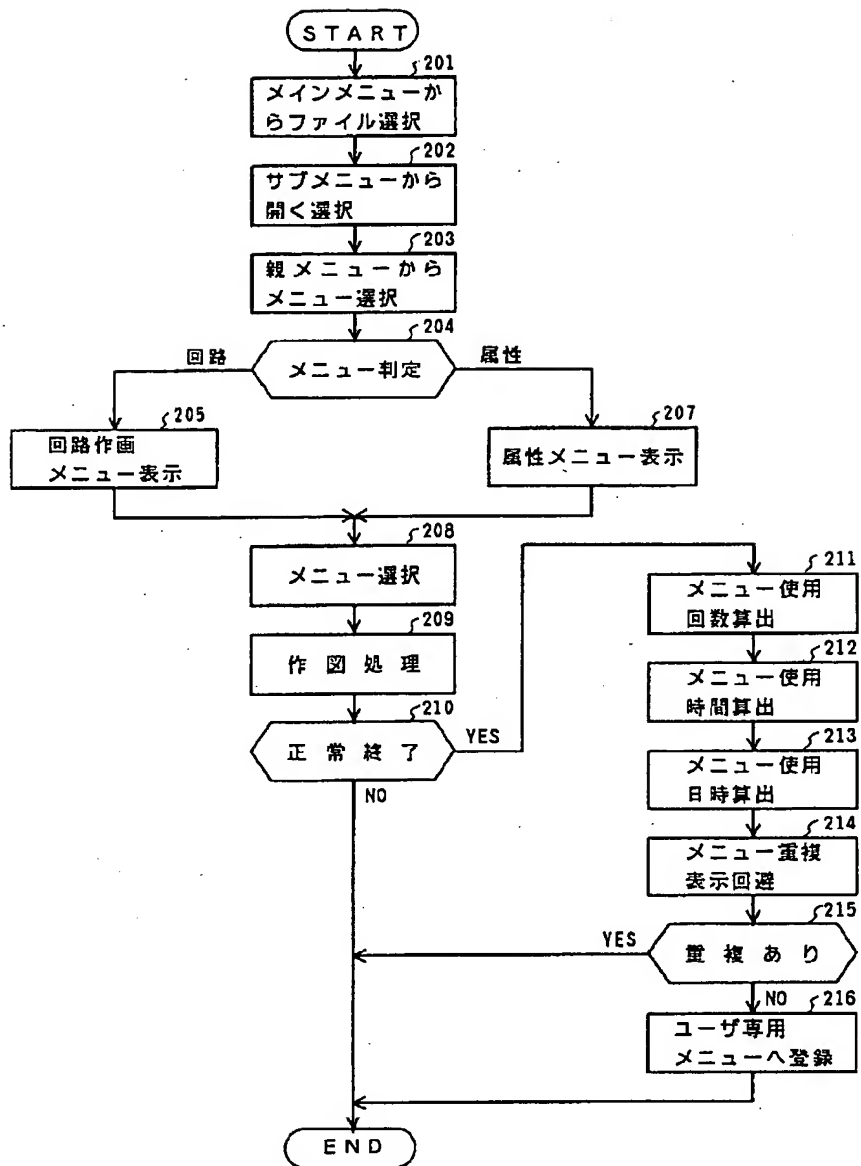 START
201
メインメニューか
らファイル選択
202
サブメニューから
開く選択
203
親メニューから
メニュー選択
204
回路
メニュー判定
属性
205
回路作画
メニュー表示
207
属性メニュー表示
208
メニュー選択
209
作図処理
210
正常終了
YES
NO
211
メニュー使用
回数算出
212
メニュー使用
時間算出
213
メニュー使用
日時算出
214
メニュー重複
表示回避
215
YES
重複あり
NO
216
ユーザ専用
メニューへ登録
END